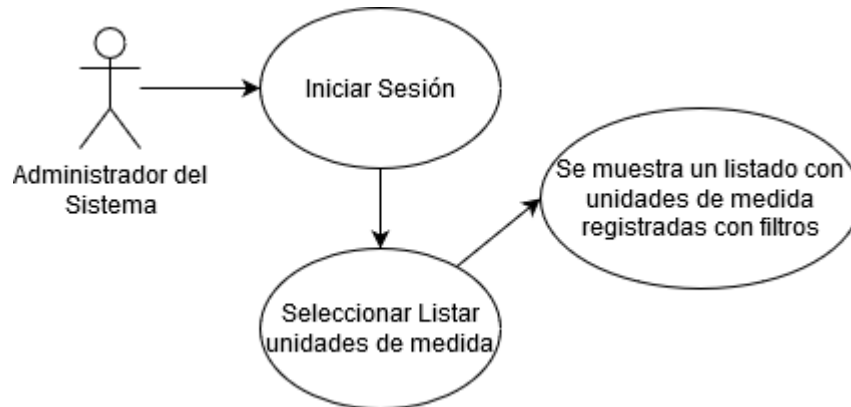 Iniciar Sesión
Administrador del
Sistema
Se muestra un listado con
unidades de medida
registradas con filtros
Seleccionar Listar
unidades de medida